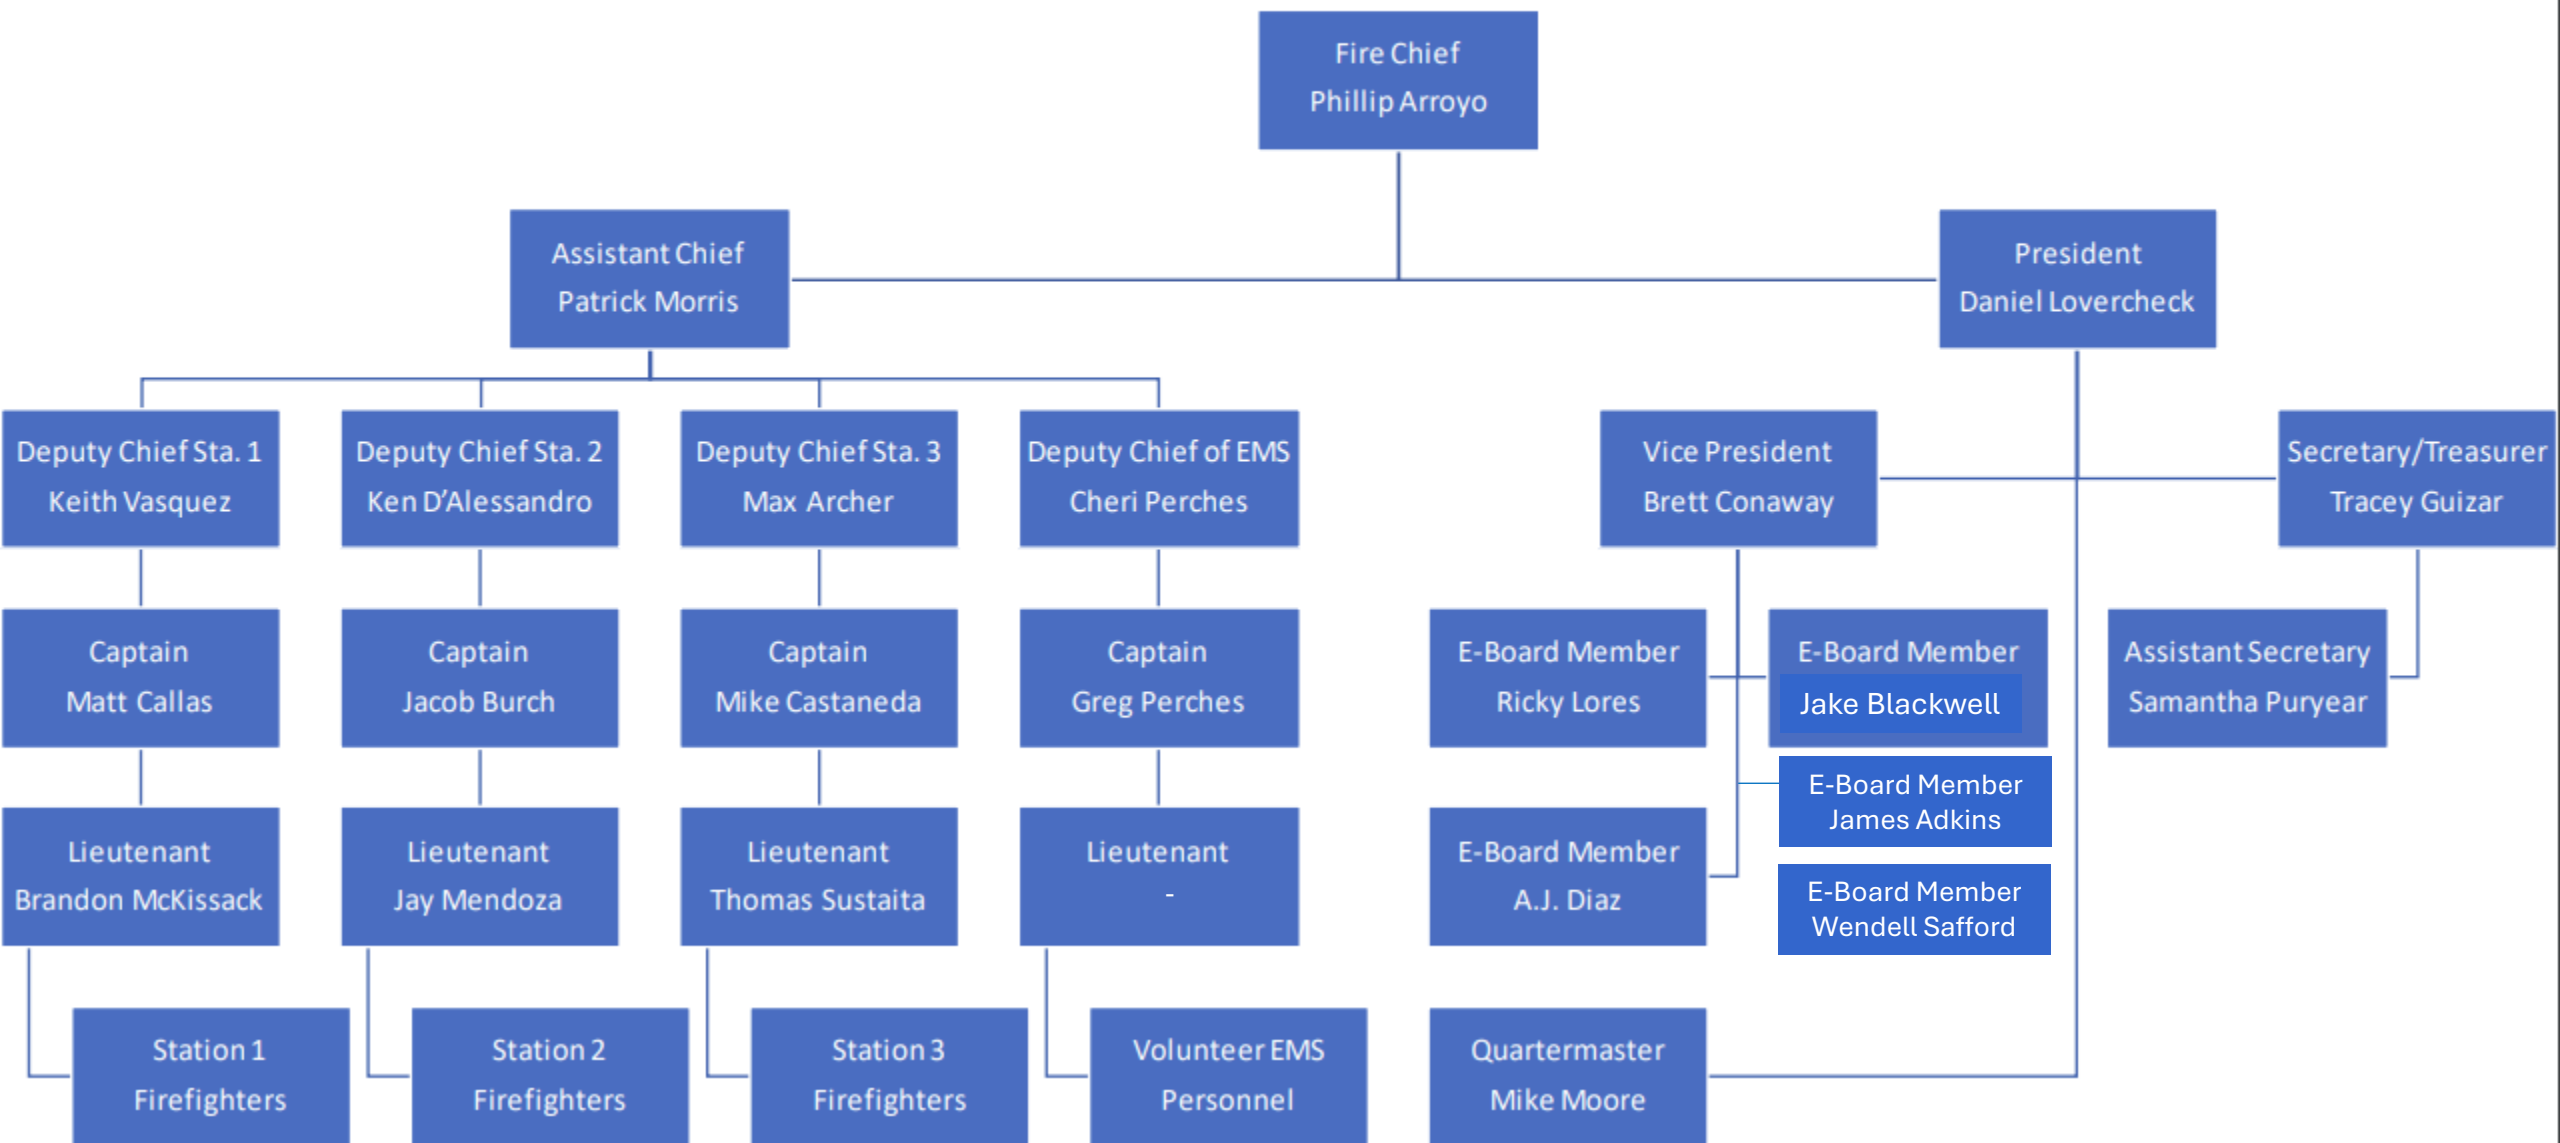 Fire Chief
Phillip Arroyo
Assistant Chief
Patrick Morris
President
Daniel Lovercheck
Deputy Chief Sta. 1
Keith Vasquez
Deputy Chief Sta. 2
Ken D’Alessandro
Deputy Chief Sta. 3
Max Archer
Deputy Chief of EMS
Cheri Perches
Vice President
Brett Conaway
Secretary/Treasurer
Tracey Guizar
Captain
Matt Callas
Captain
Jacob Burch
Captain
Mike Castaneda
Captain
Greg Perches
E-Board Member
Ricky Lores
E-Board Member
Jake Blackwell
Assistant Secretary
Samantha Puryear
E-Board Member
James Adkins
Lieutenant
Brandon McKissack
Lieutenant
Jay Mendoza
Lieutenant
Thomas Sustaita
Lieutenant
-
E-Board Member
A.J. Diaz
E-Board Member
Wendell Safford
Station 1
Firefighters
Station 2
Firefighters
Station 3
Firefighters
Volunteer EMS
Personnel
Quartermaster
Mike Moore